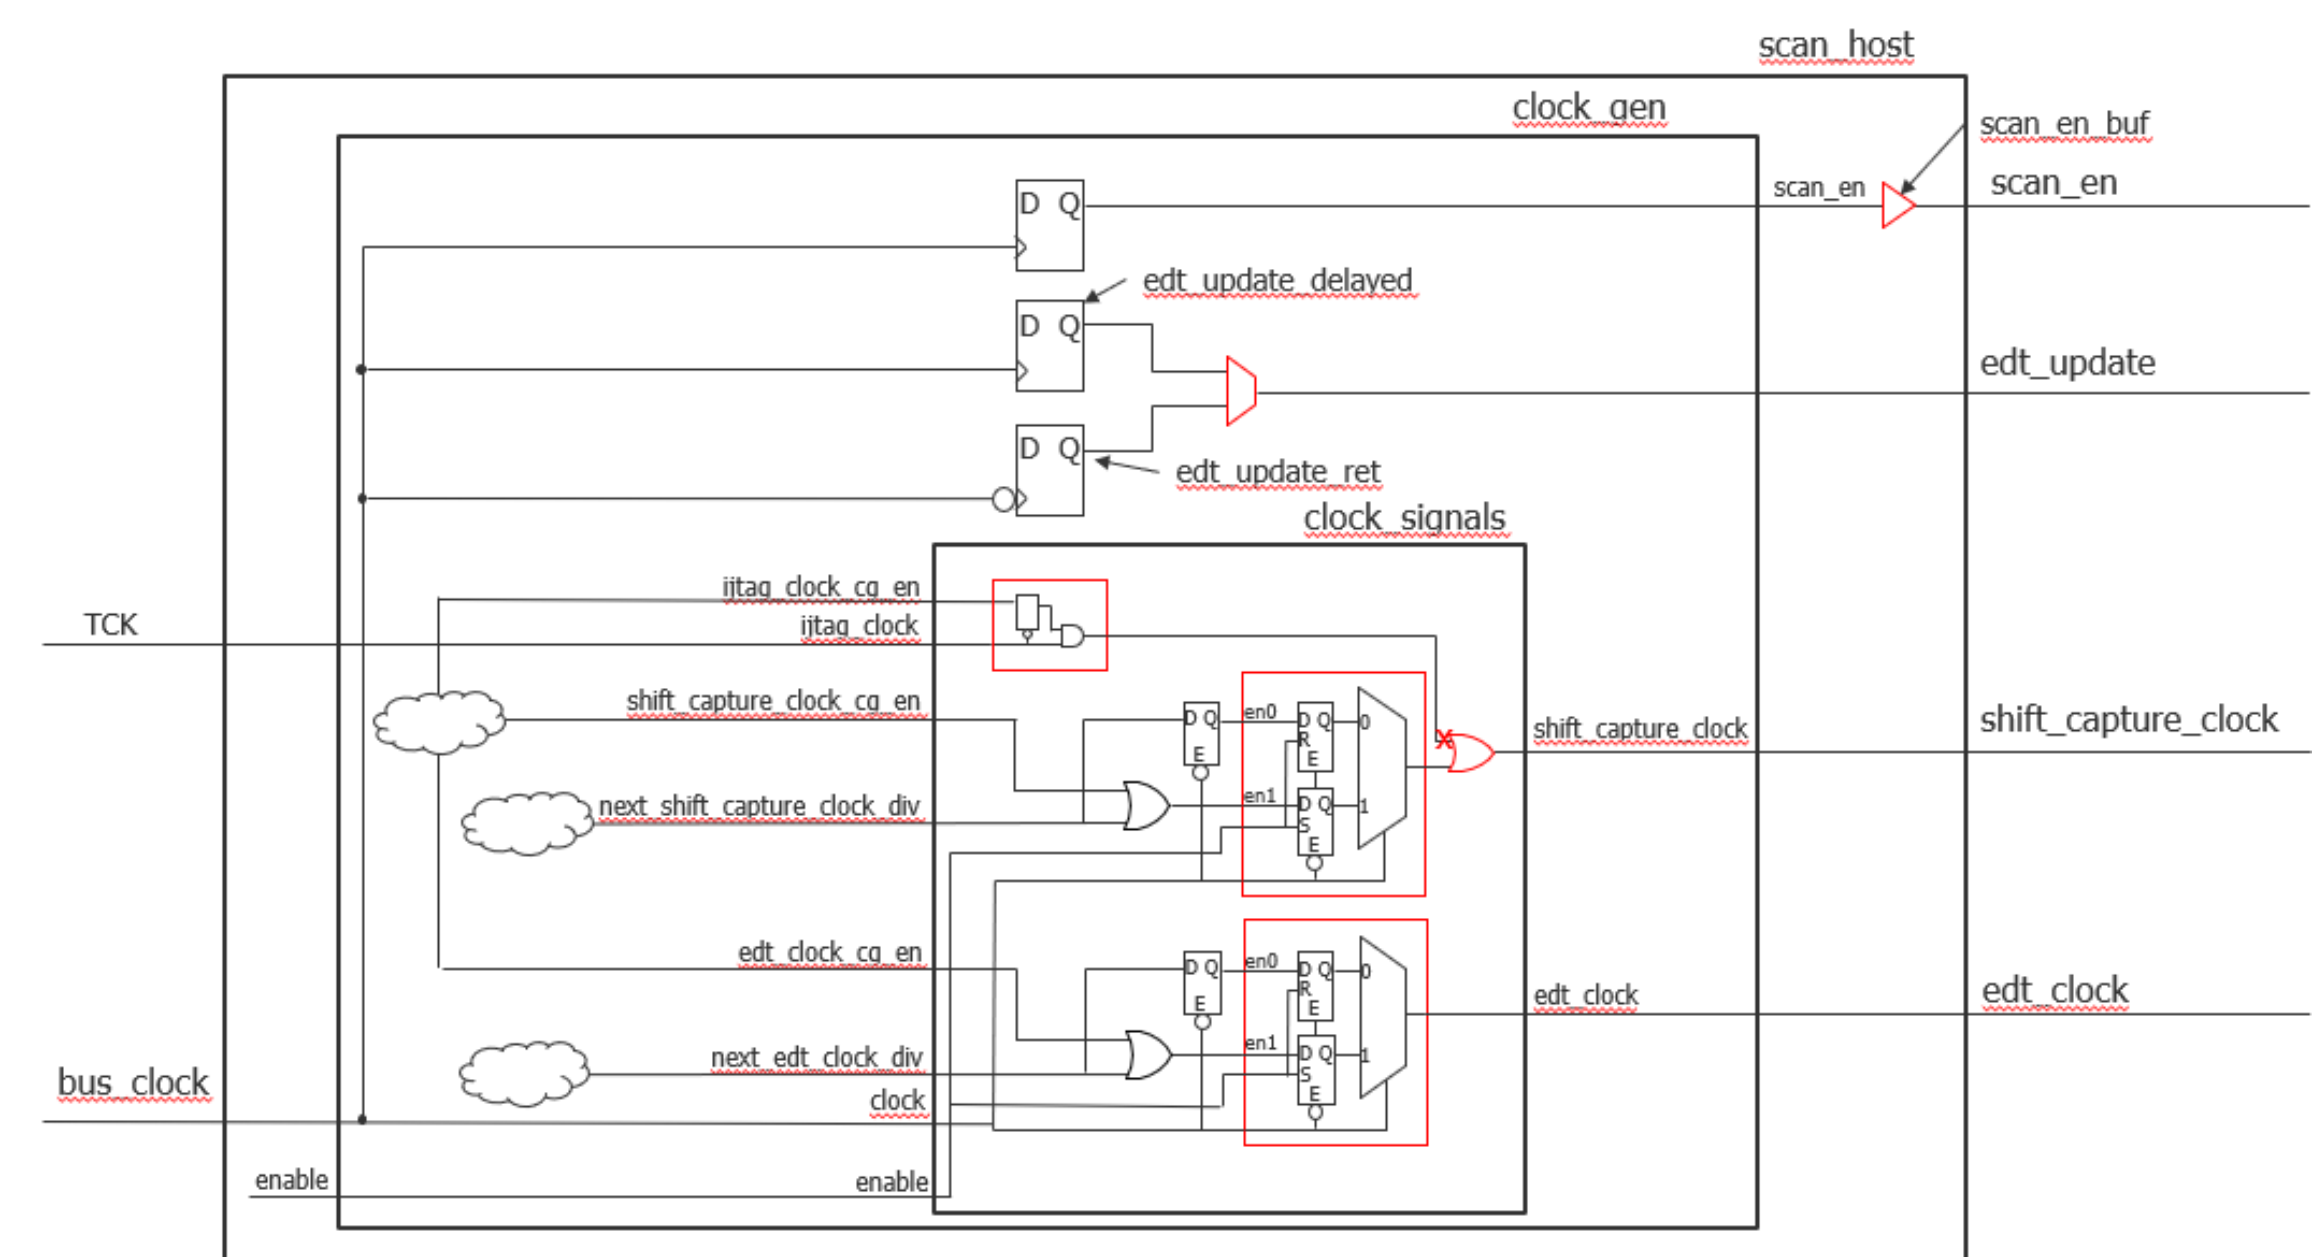 scan_host
clock_gen
scan_en_buf
scan_en
scan_en
D Q
edt_update_delayed
D Q
edt_update
D Q
edt_update_ret
clock_signals
ijtag_clock_cg_en
TCK
ijtag_clock
shift_capture_clock_cg_en
D Q
E
en0
D Q
R
E
0
X
shift_capture_clock
shift_capture_clock
next_shift_capture_clock_div
en1
D Q
S
E
1
edt_clock_cg_en
D Q
E
en0
D Q
R
E
0
edt_clock
edt_clock
next_edt_clock_div
en1
D Q
S
E
1
bus_clock
clock
enable
enable